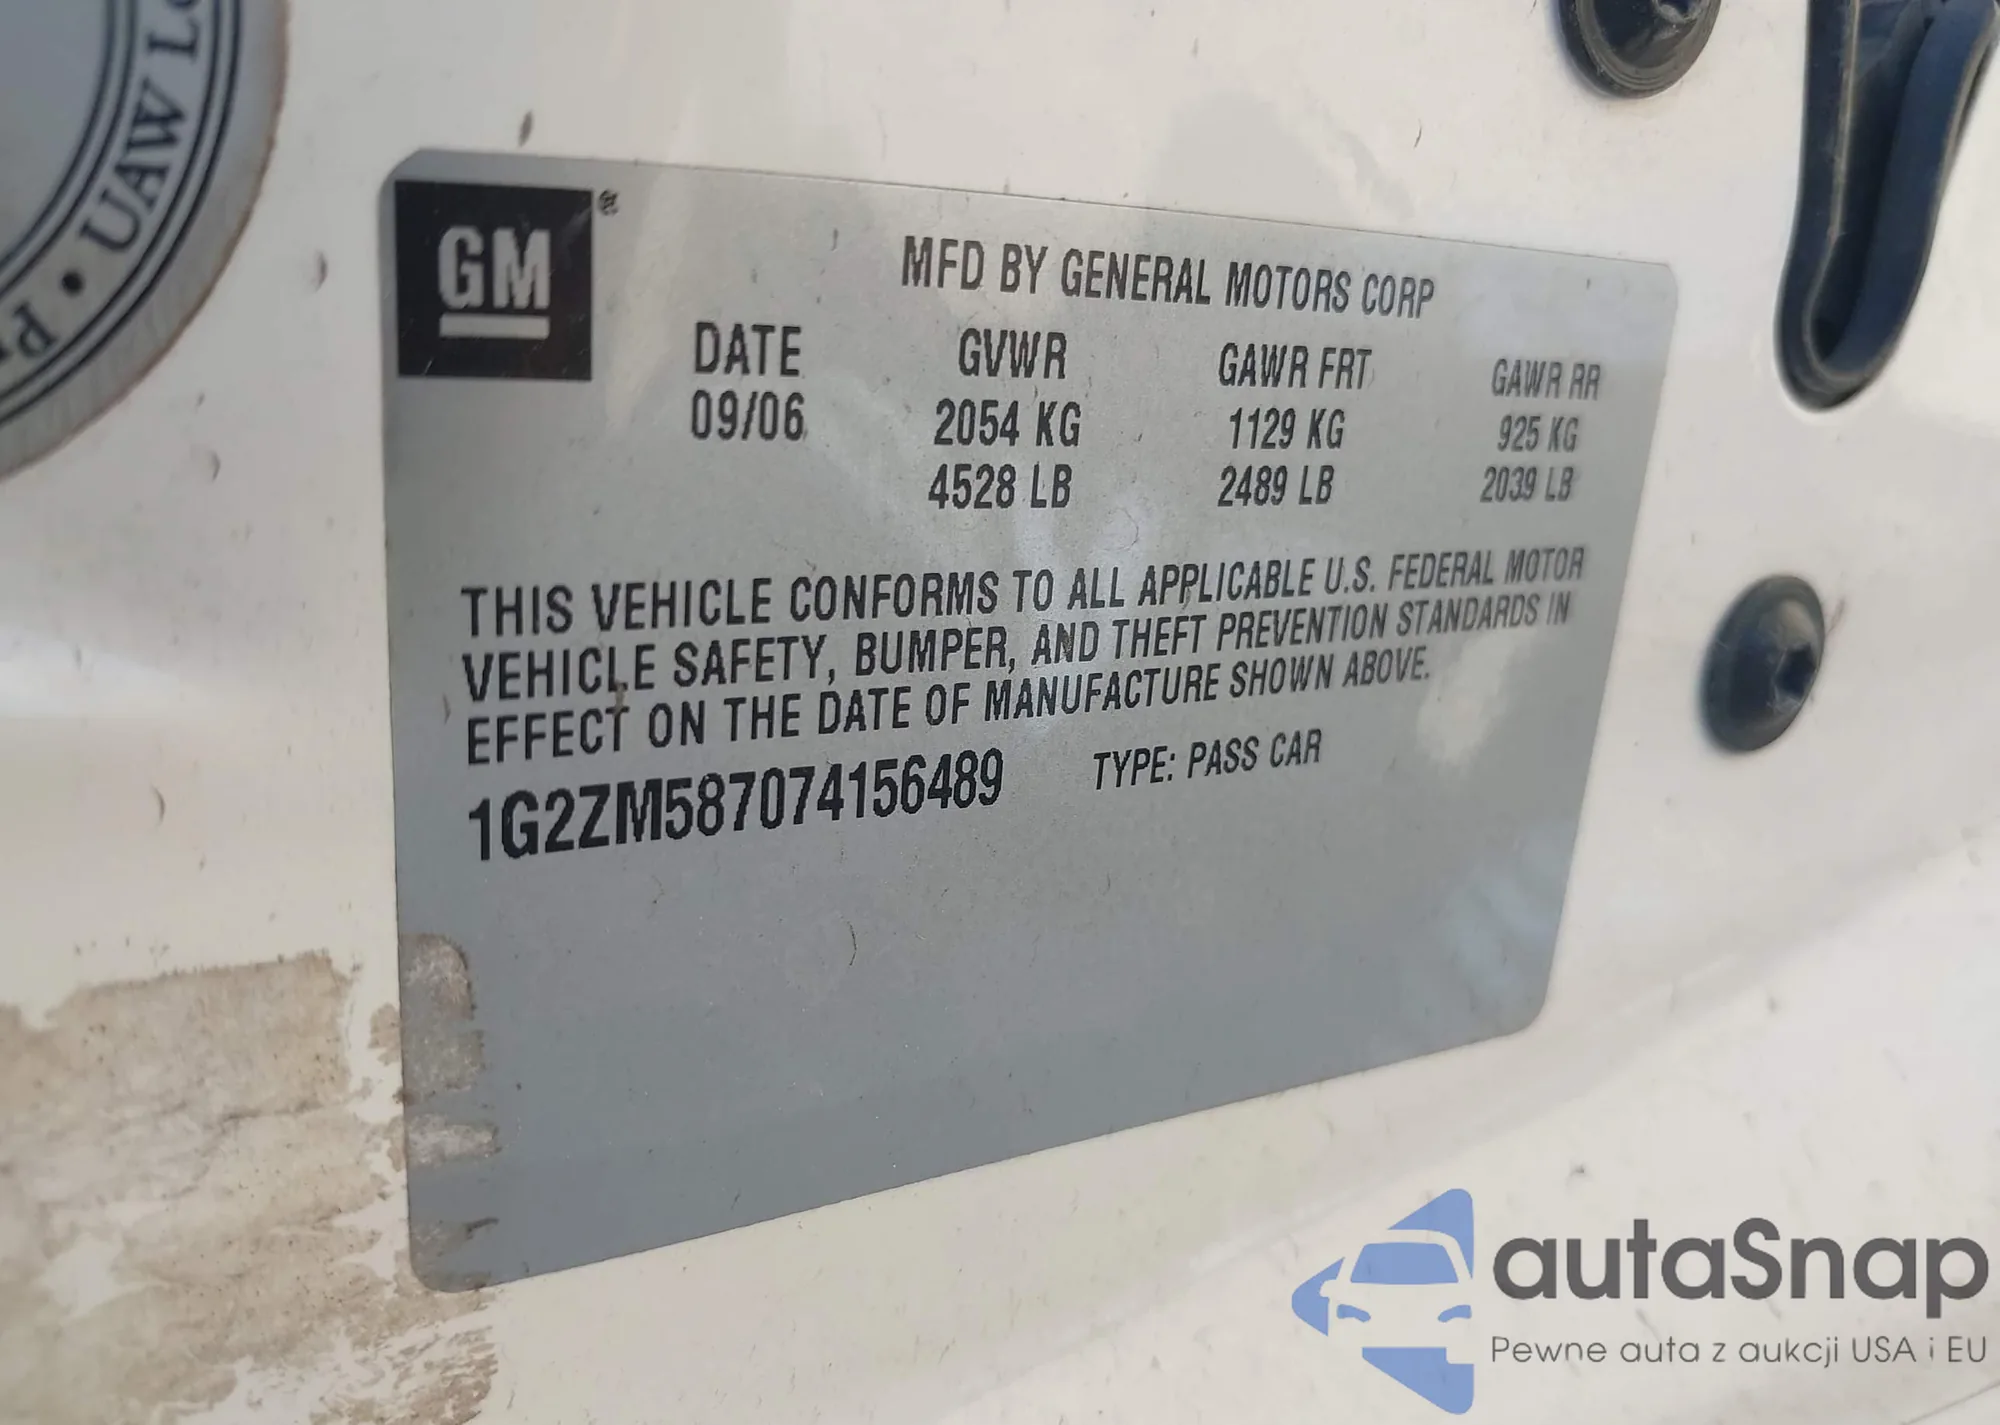 UAW LO
GM®
MFD BY GENERAL MOTORS CORP
DATE GVWR GAWR FRT GAWR RR
09/06 2054 KG 1129 KG 925 KG
4528 LB 2489 LB 2039 LB
THIS VEHICLE CONFORMS TO ALL APPLICABLE U.S. FEDERAL MOTOR
VEHICLE SAFETY, BUMPER, AND THEFT PREVENTION STANDARDS IN
EFFECT ON THE DATE OF MANUFACTURE SHOWN ABOVE.
1G2ZM587074156489 TYPE: PASS CAR
autaSnap
Pewne auta z aukcji USA i EU